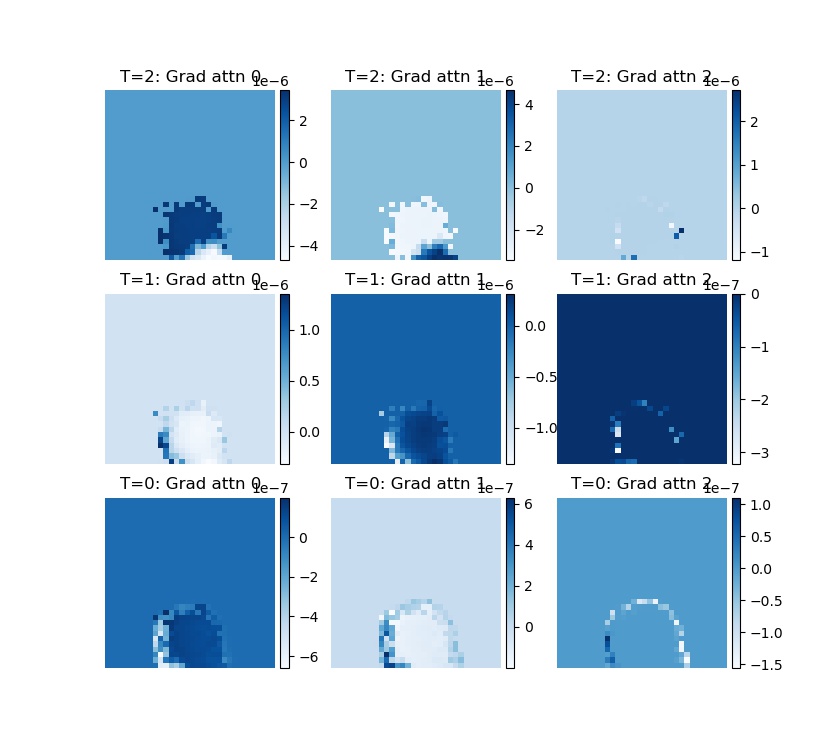 T=2: Grad attn 0
1e−6
T=2: Grad attn 1
1e−6
T=2: Grad attn 2
1e−6
2
0
−2
−4
4
2
0
−2
2
1
0
−1
T=1: Grad attn 0
1e−6
T=1: Grad attn 1
1e−6
T=1: Grad attn 2
1e−7
1.0
0.5
0.0
0.0
−0.5
−1.0
0
−1
−2
−3
T=0: Grad attn 0
1e−7
T=0: Grad attn 1
1e−7
T=0: Grad attn 2
1e−7
0
−2
−4
−6
6
4
2
0
1.0
0.5
0.0
−0.5
−1.0
−1.5